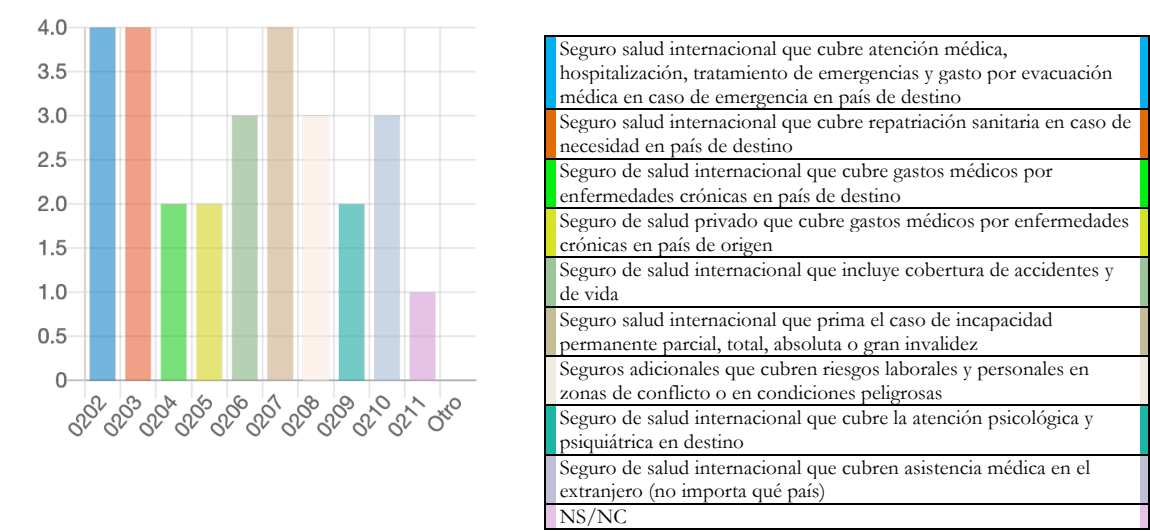 4.0
3.5
3.0
2.5
2.0
1.5
1.0
0.5
0
0202
0203
0204
0205
0206
0207
0208
0209
0210
0211
Otro
Seguro salud internacional que cubre atención médica,
hospitalización, tratamiento de emergencias y gasto por evacuación
médica en caso de emergencia en país de destino
Seguro salud internacional que cubre repatriación sanitaria en caso de
necesidad en país de destino
Seguro de salud internacional que cubre gastos médicos por
enfermedades crónicas en país de destino
Seguro de salud privado que cubre gastos médicos por enfermedades
crónicas en país de origen
Seguro de salud internacional que incluye cobertura de accidentes y
de vida
Seguro salud internacional que prima el caso de incapacidad
permanente parcial, total, absoluta o gran invalidez
Seguros adicionales que cubren riesgos laborales y personales en
zonas de conflicto o en condiciones peligrosas
Seguro de salud internacional que cubre la atención psicológica y
psiquiátrica en destino
Seguro de salud internacional que cubren asistencia médica en el
extranjero (no importa qué país)
NS/NC